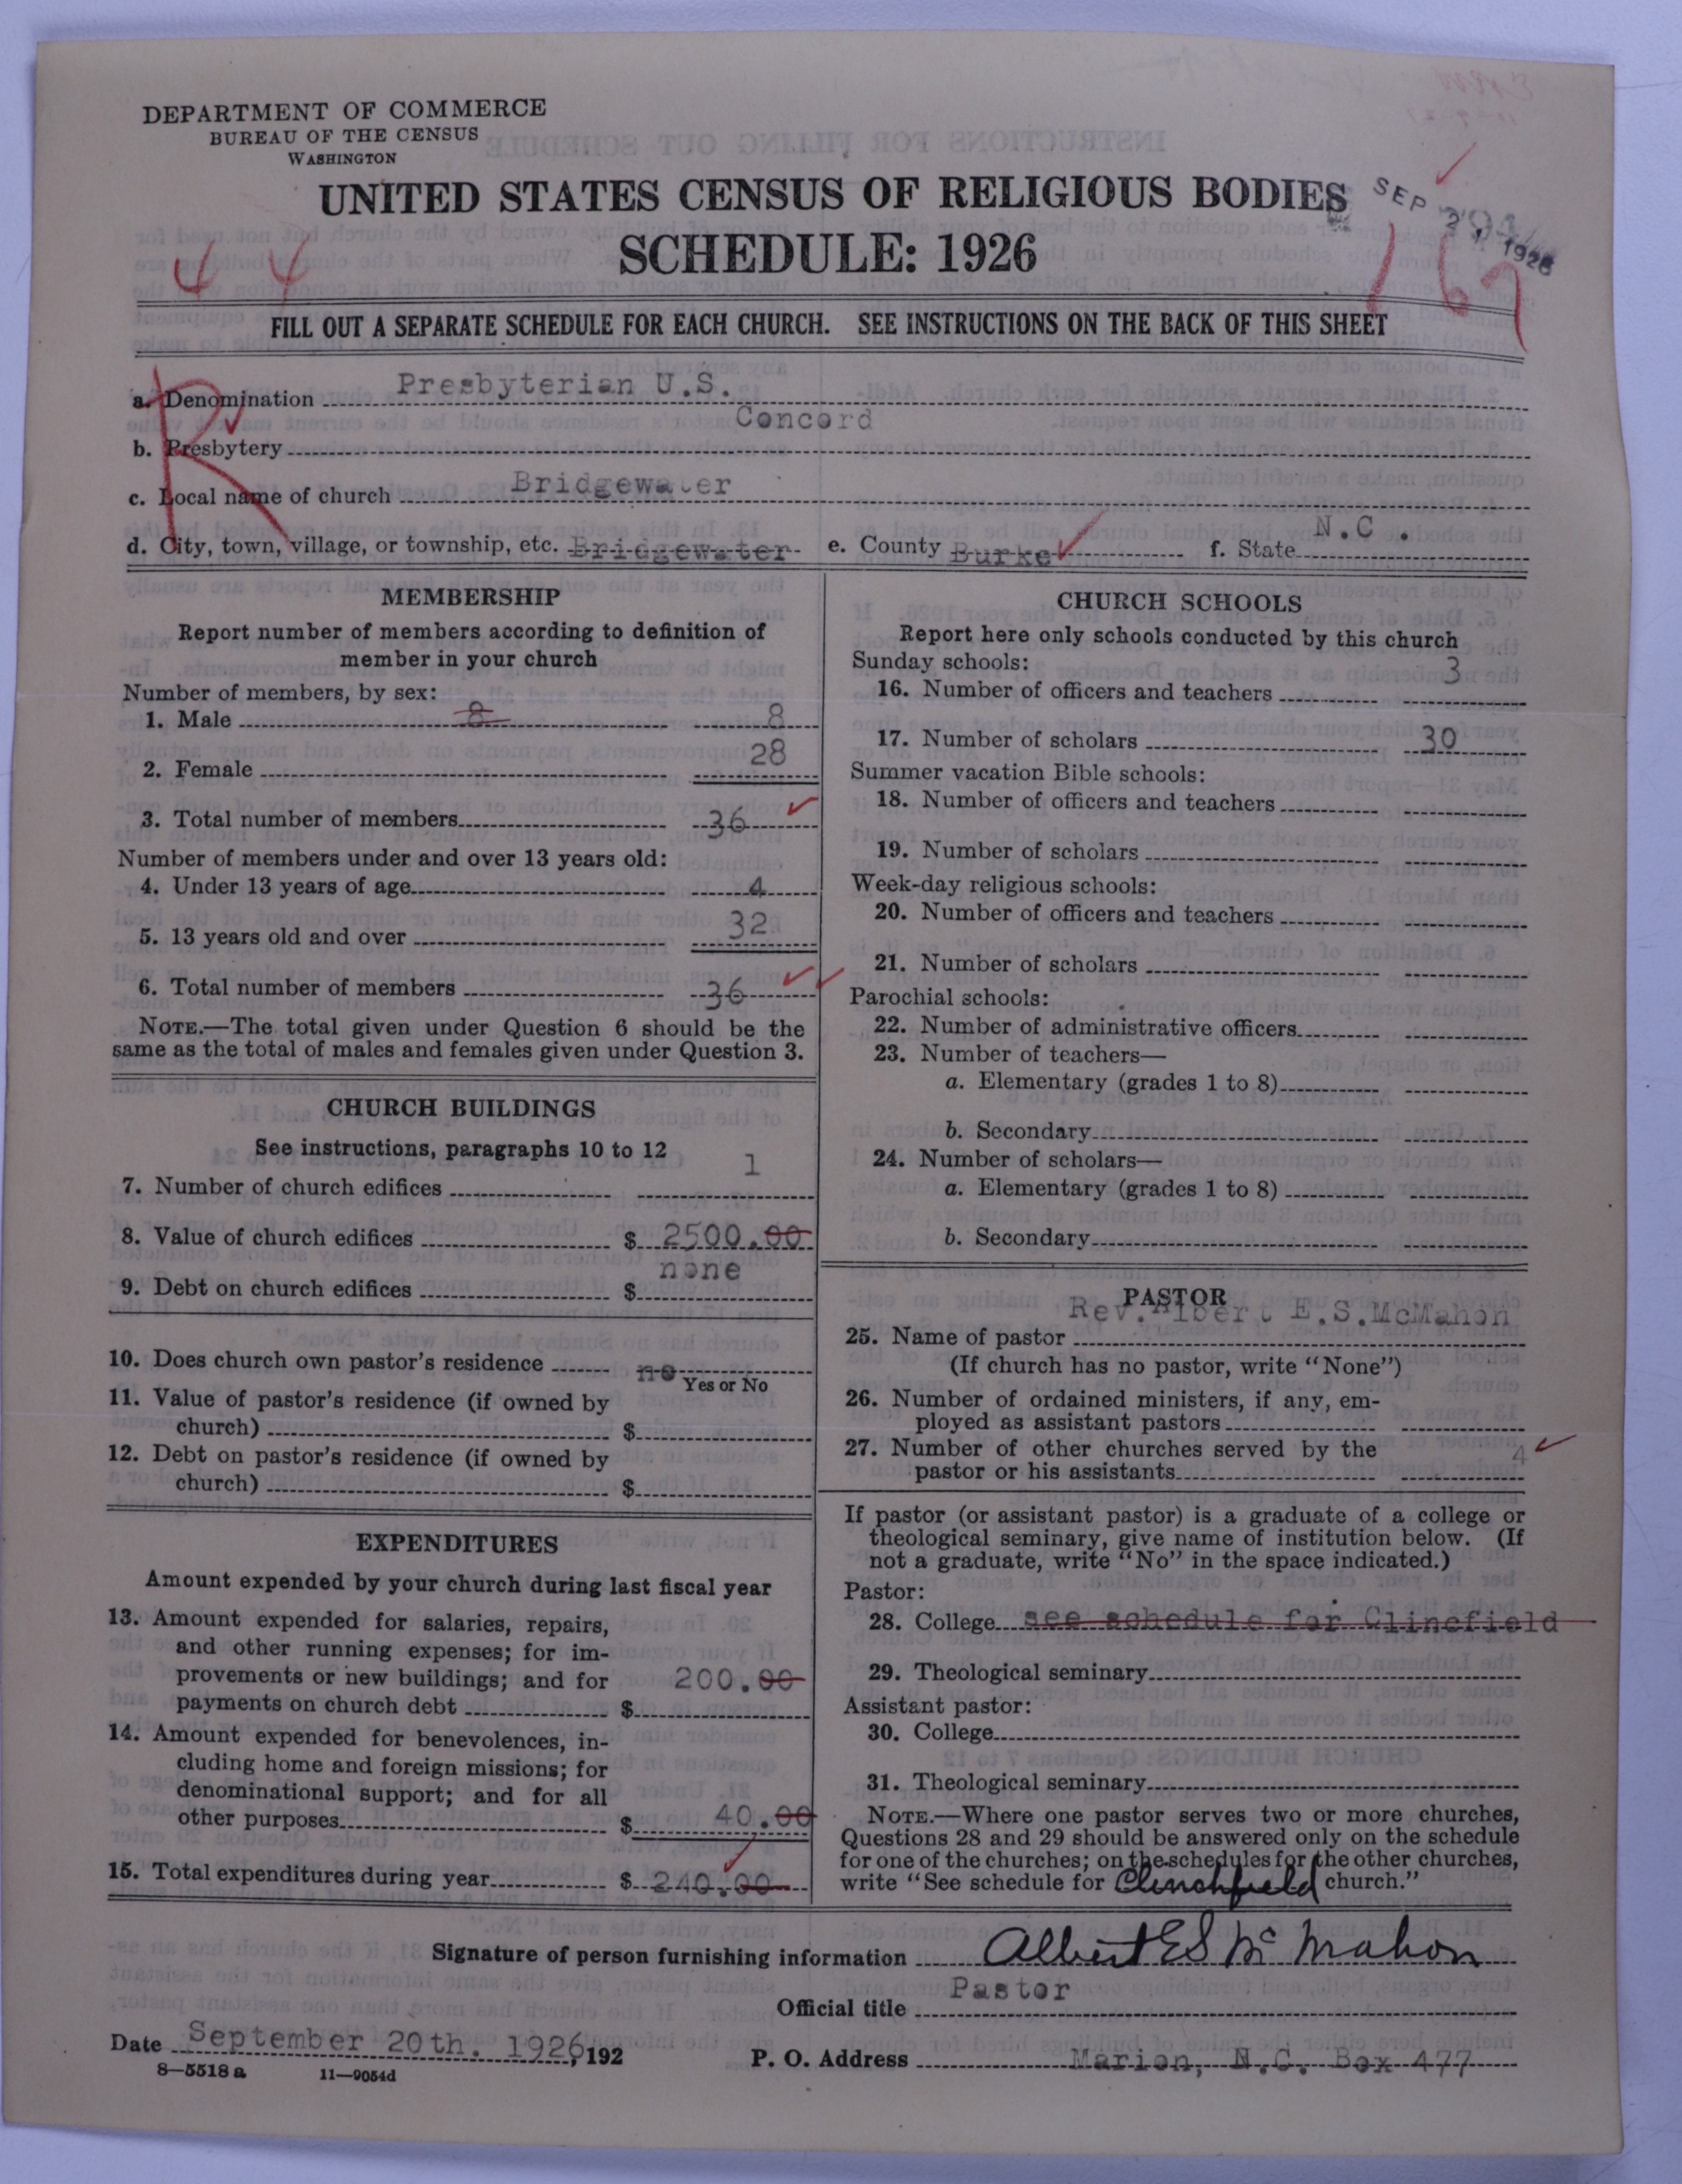 DEPARTMENT OF COMMERCE
BUREAU OF THE CENSUS
WASHINGTON
UNITED STATES CENSUS OF RELIGIOUS BODIES
SCHEDULE: 1926
SEP 21 1926
44
167
FILL OUT A SEPARATE SCHEDULE FOR EACH CHURCH. SEE INSTRUCTIONS ON THE BACK OF THIS SHEET
R
a. Denomination Presbyterian U.S.
b. Presbytery Concord
c. Local name of church Bridgewater
d. City, town, village, or township, etc. Bridgewater e. County Burke f. State N.C.
MEMBERSHIP
Report number of members according to definition of
member in your church
Number of members, by sex:
1. Male 8 8
2. Female 28
3. Total number of members 36
Number of members under and over 13 years old:
4. Under 13 years of age 4
5. 13 years old and over 32
6. Total number of members 36
NOTE.—The total given under Question 6 should be the
same as the total of males and females given under Question 3.
CHURCH BUILDINGS
See instructions, paragraphs 10 to 12
7. Number of church edifices 1
8. Value of church edifices $ 2500.00
9. Debt on church edifices $ none
10. Does church own pastor's residence no
Yes or No
11. Value of pastor's residence (if owned by
church) $
12. Debt on pastor's residence (if owned by
church) $
EXPENDITURES
Amount expended by your church during last fiscal year
13. Amount expended for salaries, repairs,
and other running expenses; for im-
provements or new buildings; and for
payments on church debt $ 200.00
14. Amount expended for benevolences, in-
cluding home and foreign missions; for
denominational support; and for all
other purposes $ 40.00
15. Total expenditures during year $ 240.00
CHURCH SCHOOLS
Report here only schools conducted by this church
Sunday schools:
16. Number of officers and teachers 3
17. Number of scholars 30
Summer vacation Bible schools:
18. Number of officers and teachers
19. Number of scholars
Week-day religious schools:
20. Number of officers and teachers
21. Number of scholars
Parochial schools:
22. Number of administrative officers
23. Number of teachers—
a. Elementary (grades 1 to 8)
b. Secondary
24. Number of scholars—
a. Elementary (grades 1 to 8)
b. Secondary
PASTOR
25. Name of pastor Rev. Albert E.S.McMahon
(If church has no pastor, write "None")
26. Number of ordained ministers, if any, em-
ployed as assistant pastors
27. Number of other churches served by the
pastor or his assistants 4
If pastor (or assistant pastor) is a graduate of a college or
theological seminary, give name of institution below. (If
not a graduate, write "No" in the space indicated.)
Pastor:
28. College see schedule for Clinefield
29. Theological seminary
Assistant pastor:
30. College
31. Theological seminary
NOTE.—Where one pastor serves two or more churches,
Questions 28 and 29 should be answered only on the schedule
for one of the churches; on the schedules for the other churches,
write "See schedule for Clinchfield church."
Signature of person furnishing information Albert E S McMahon
Official title Pastor
Date September 20th. 1926, 192
P. O. Address Marion, N.C. Box 477
8—5518 a 11—9054d